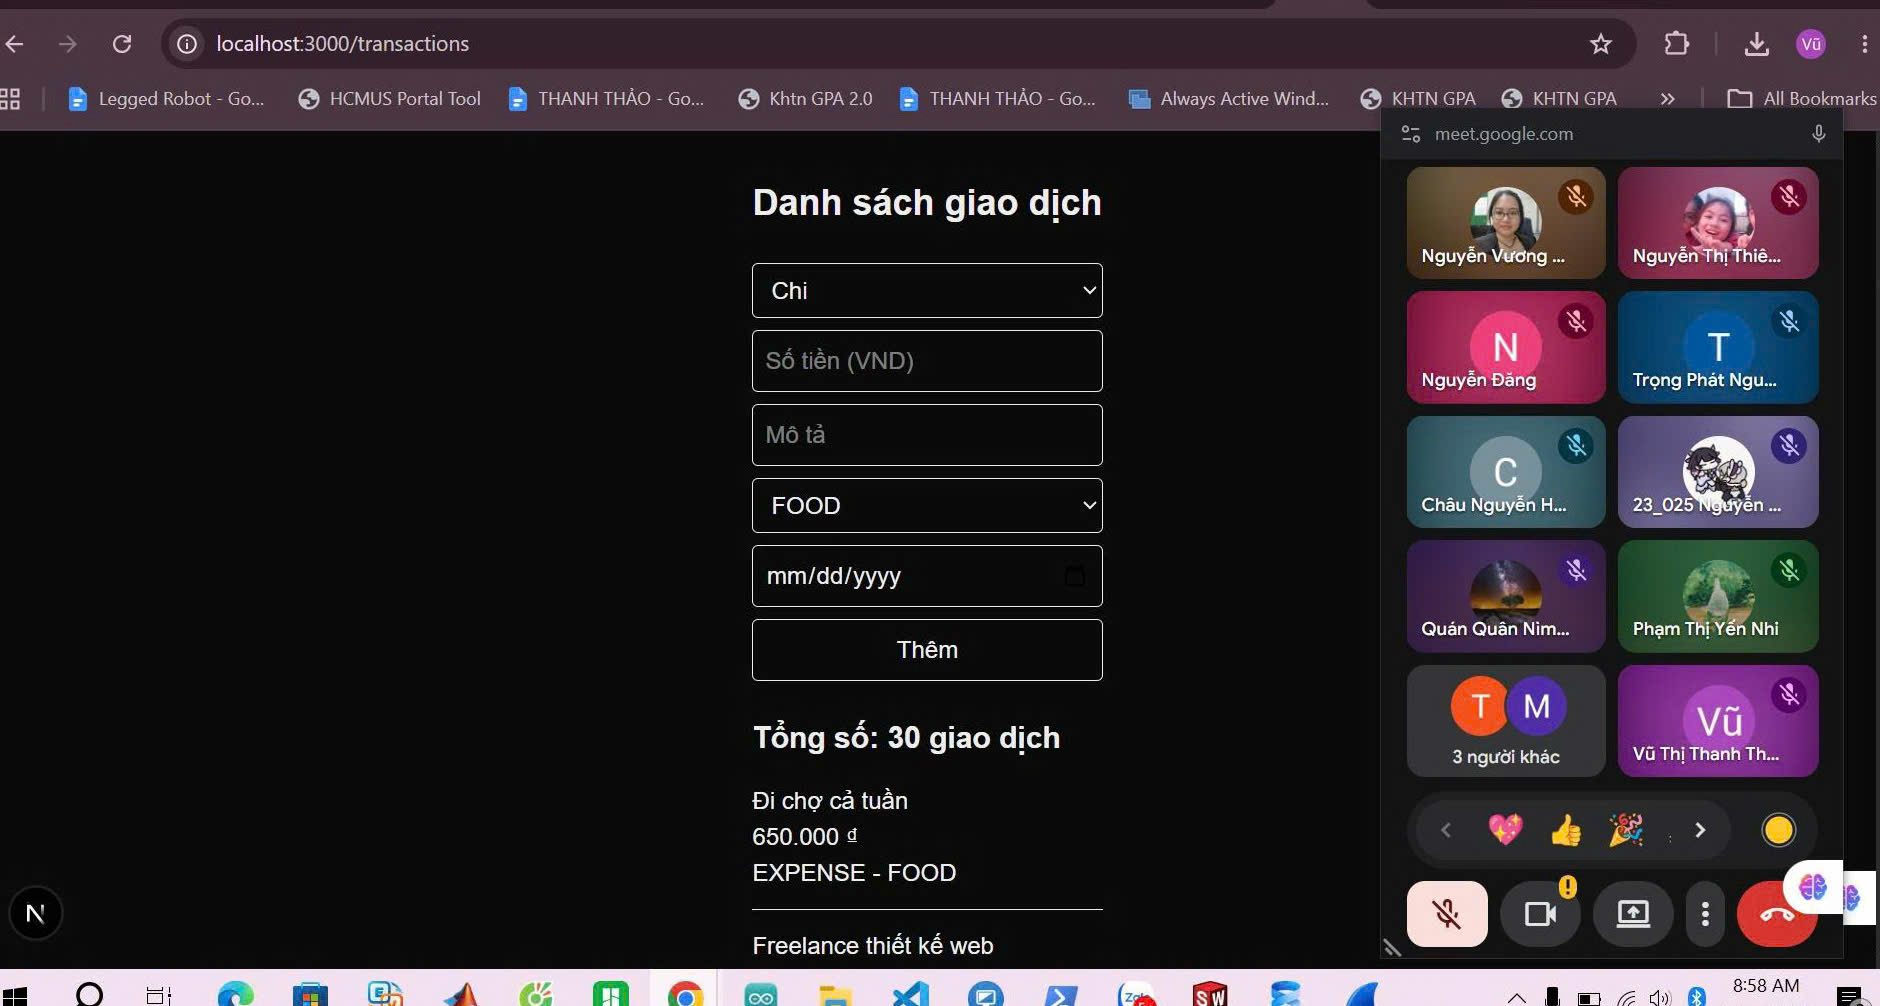 localhost:3000/transactions
Vũ
Legged Robot - Go...
HCMUS Portal Tool
THANH THẢO - Go...
Khtn GPA 2.0
THANH THẢO - Go...
Always Active Wind...
KHTN GPA
KHTN GPA
All Bookmarks
meet.google.com
Danh sách giao dịch
Chi
Số tiền (VND)
Mô tả
FOOD
mm/dd/yyyy
Thêm
Tổng số: 30 giao dịch
Đi chợ cả tuần
650.000 ₫
EXPENSE - FOOD
Freelance thiết kế web
N
Nguyễn Vương ...
Nguyễn Thị Thiê...
N
Nguyễn Đăng
T
Trọng Phát Ngu...
C
Châu Nguyễn H...
23_025 Nguyễn ...
Quán Quân Nim...
Phạm Thị Yến Nhi
T M
3 người khác
Vũ
Vũ Thị Thanh Th...
SW
8:58 AM